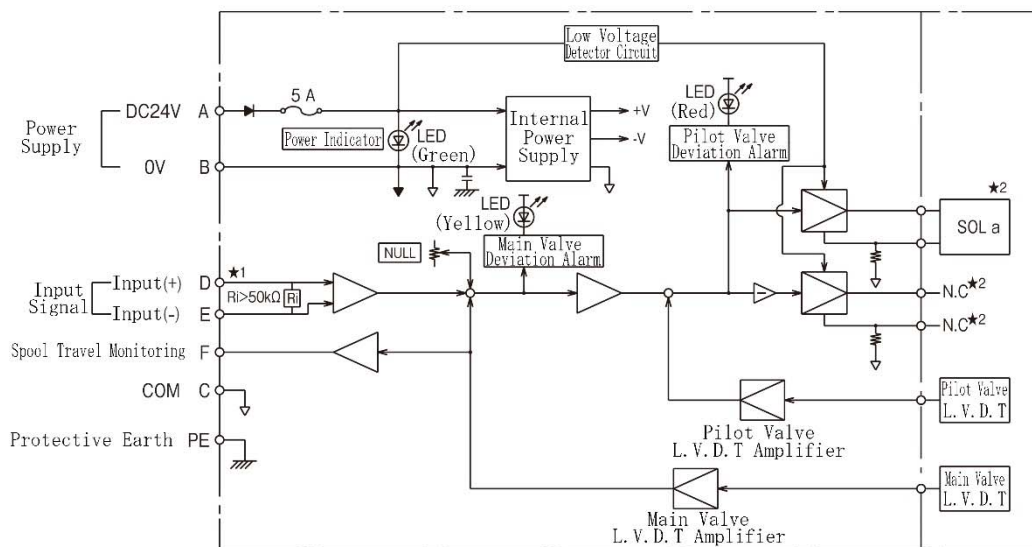 Low Voltage
Detector Circuit
5 A
DC24V A
Power
Supply
0V B
Power Indicator
LED
(Green)
Internal
Power
Supply
+V
-V
LED
(Red)
Pilot Valve
Deviation Alarm
LED
(Yellow)
Main Valve
Deviation Alarm
NULL
★2
SOL a
Input
Signal
Input(+) D
★1
Ri>50kΩ
Ri
Input(-) E
N.C★2
N.C★2
Spool Travel Monitoring F
COM C
Protective Earth PE
Pilot Valve
L.V.D.T
Pilot Valve
L.V.D.T Amplifier
Main Valve
L.V.D.T
Main Valve
L.V.D.T Amplifier